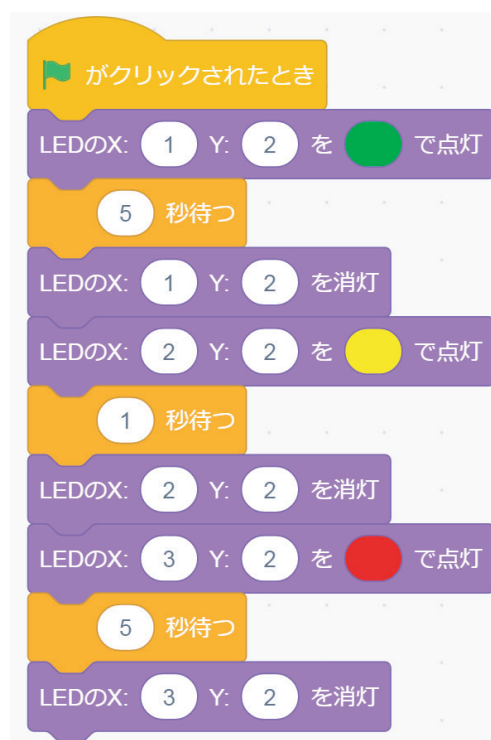 がクリックされたとき
LEDのX: 1 Y: 2 を で点灯
5 秒待つ
LEDのX: 1 Y: 2 を消灯
LEDのX: 2 Y: 2 を で点灯
1 秒待つ
LEDのX: 2 Y: 2 を消灯
LEDのX: 3 Y: 2 を で点灯
5 秒待つ
LEDのX: 3 Y: 2 を消灯